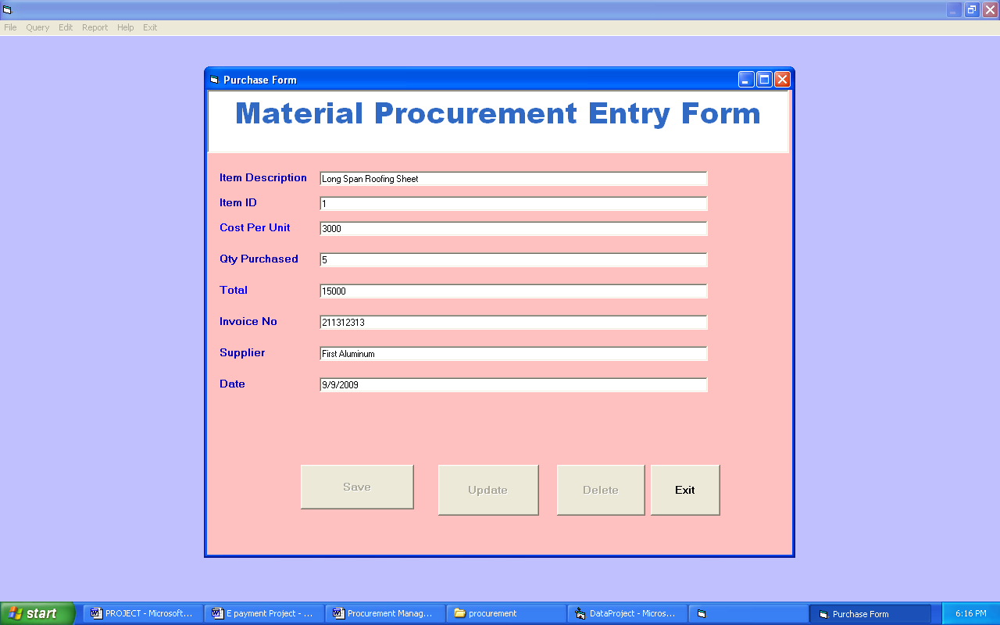 File Query Edit Report Help Exit
Purchase Form
Material Procurement Entry Form
Item Description Long Span Roofing Sheet
Item ID 1
Cost Per Unit 3000
Qty Purchased 5
Total 15000
Invoice No 211312313
Supplier First Aluminum
Date 9/9/2009
Save Update Delete Exit
start PROJECT - Microsoft... E payment Project - ... Procurement Manag... procurement DataProject - Micros... Purchase Form 6:16 PM